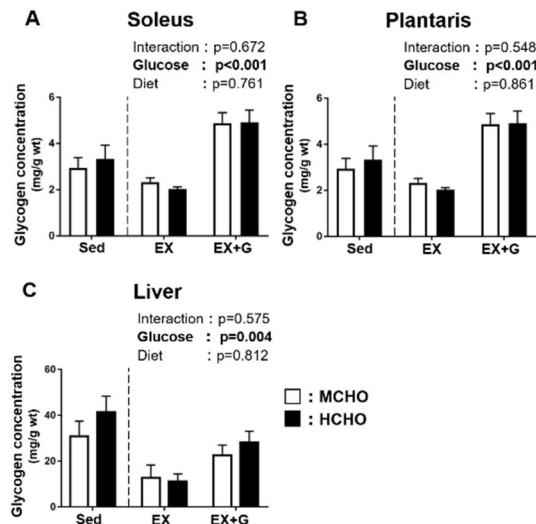 A Soleus
Interaction : p=0.672
Glucose : p<0.001
Diet : p=0.761
Glycogen concentration
(mg/g wt)
6
4
2
0
Sed EX EX+G
B Plantaris
Interaction : p=0.548
Glucose : p<0.001
Diet : p=0.861
Glycogen concentration
(mg/g wt)
6
4
2
0
Sed EX EX+G
C Liver
Interaction : p=0.575
Glucose : p=0.004
Diet : p=0.812
Glycogen concentration
(mg/g wt)
60
40
20
0
Sed EX EX+G
: MCHO
: HCHO